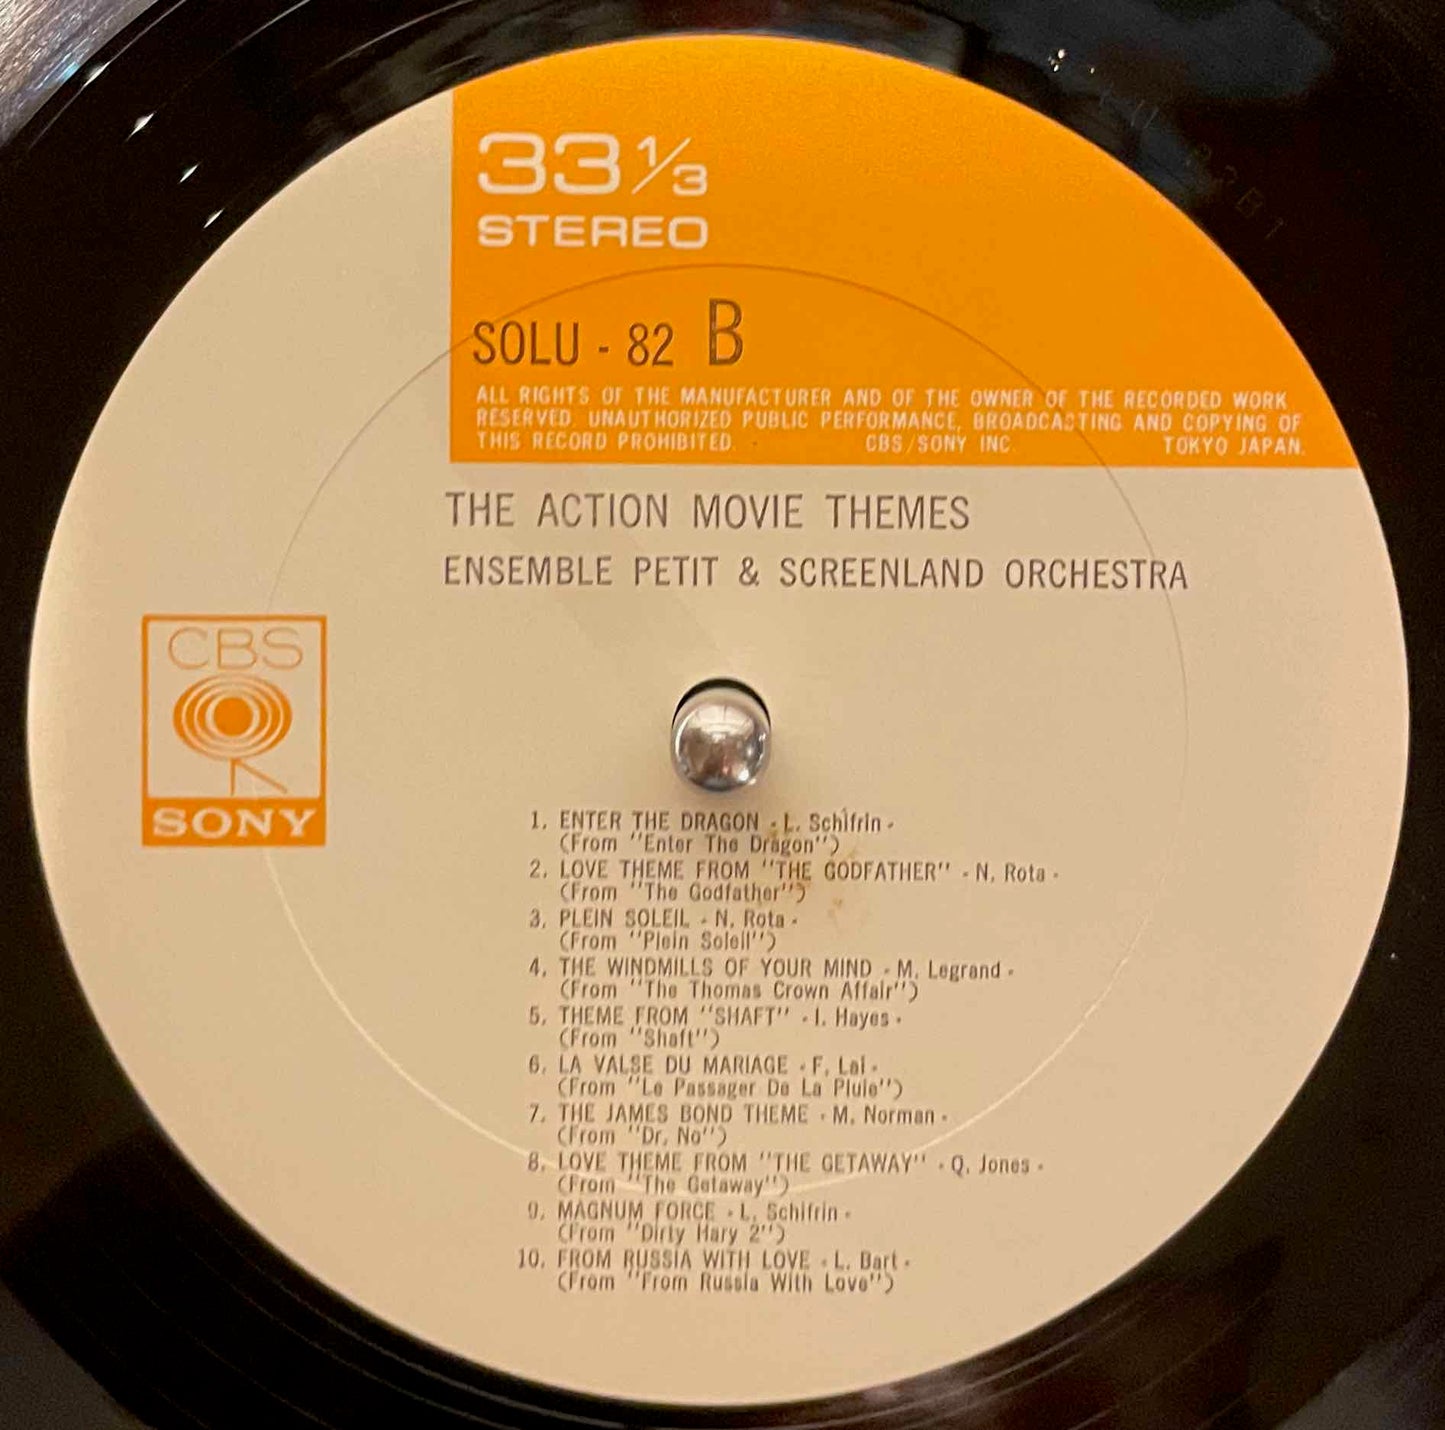 33 1/3
STEREO
SOLU - 82 B
ALL RIGHTS OF THE MANUFACTURER AND OF THE OWNER OF THE RECORDED WORK
RESERVED. UNAUTHORIZED PUBLIC PERFORMANCE, BROADCASTING AND COPYING OF
THIS RECORD PROHIBITED. CBS/SONY INC. TOKYO JAPAN.
THE ACTION MOVIE THEMES
ENSEMBLE PETIT & SCREENLAND ORCHESTRA
CBS
SONY
1. ENTER THE DRAGON - L. Schifrin -
(From "Enter The Dragon")
2. LOVE THEME FROM "THE GODFATHER" - N. Rota -
(From "The Godfather")
3. PLEIN SOLEIL - N. Rota -
(From "Plein Soleil")
4. THE WINDMILLS OF YOUR MIND - M. Legrand -
(From "The Thomas Crown Affair")
5. THEME FROM "SHAFT" - I. Hayes -
(From "Shaft")
6. LA VALSE DU MARIAGE - F. Lai -
(From "Le Passager De La Pluie")
7. THE JAMES BOND THEME - M. Norman -
(From "Dr. No")
8. LOVE THEME FROM "THE GETAWAY" - Q. Jones -
(From "The Getaway")
9. MAGNUM FORCE - L. Schifrin -
(From "Dirty Hary 2")
10. FROM RUSSIA WITH LOVE - L. Bart -
(From "From Russia With Love")